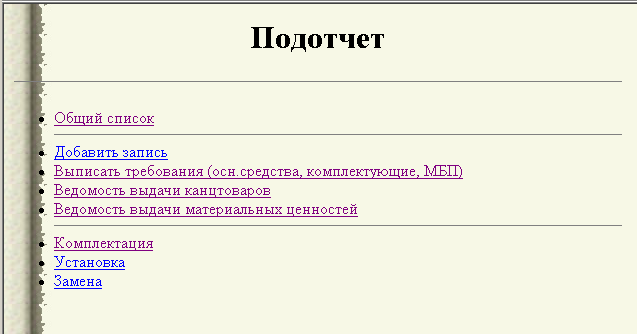 Подотчет
Общий список
Добавить запись
Выписать требования (осн.средства, комплектующие, МБП)
Ведомость выдачи канцтоваров
Ведомость выдачи материальных ценностей
Комплектация
Установка
Замена